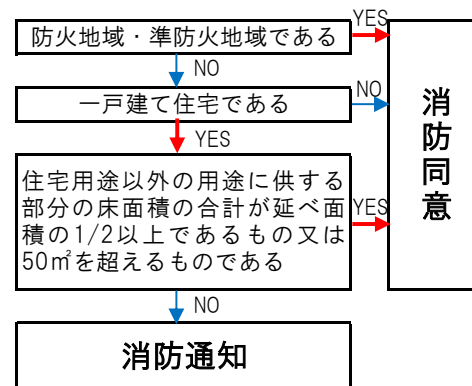 防火地域・準防火地域である
YES
NO
一戸建て住宅である
NO
YES
住宅用途以外の用途に供する
部分の床面積の合計が延べ面
積の1/2以上であるもの又は
50㎡を超えるものである
YES
NO
消防同意
消防通知